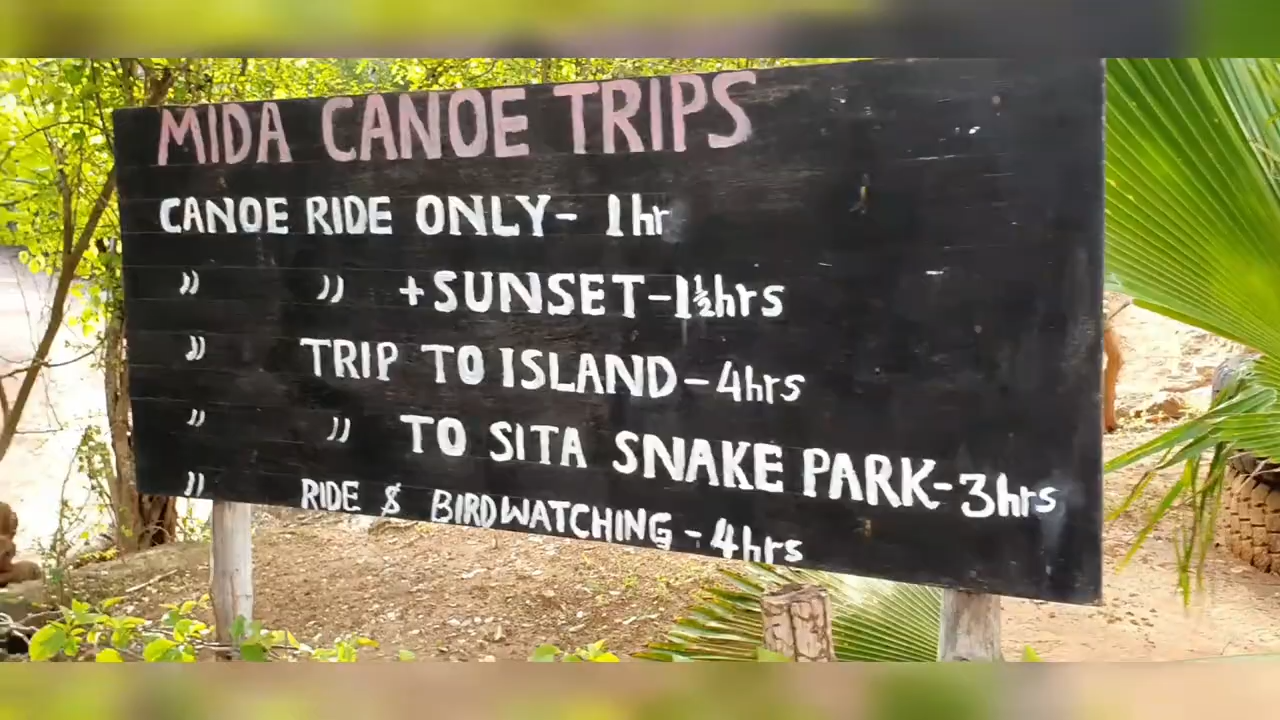 MIDA CANOE TRIPS
CANOE RIDE ONLY- 1hr
" " +SUNSET-1½hrs
" TRIP TO ISLAND-4hrs
" " TO SITA SNAKE PARK-3hrs
" RIDE & BIRDWATCHING-4hrs